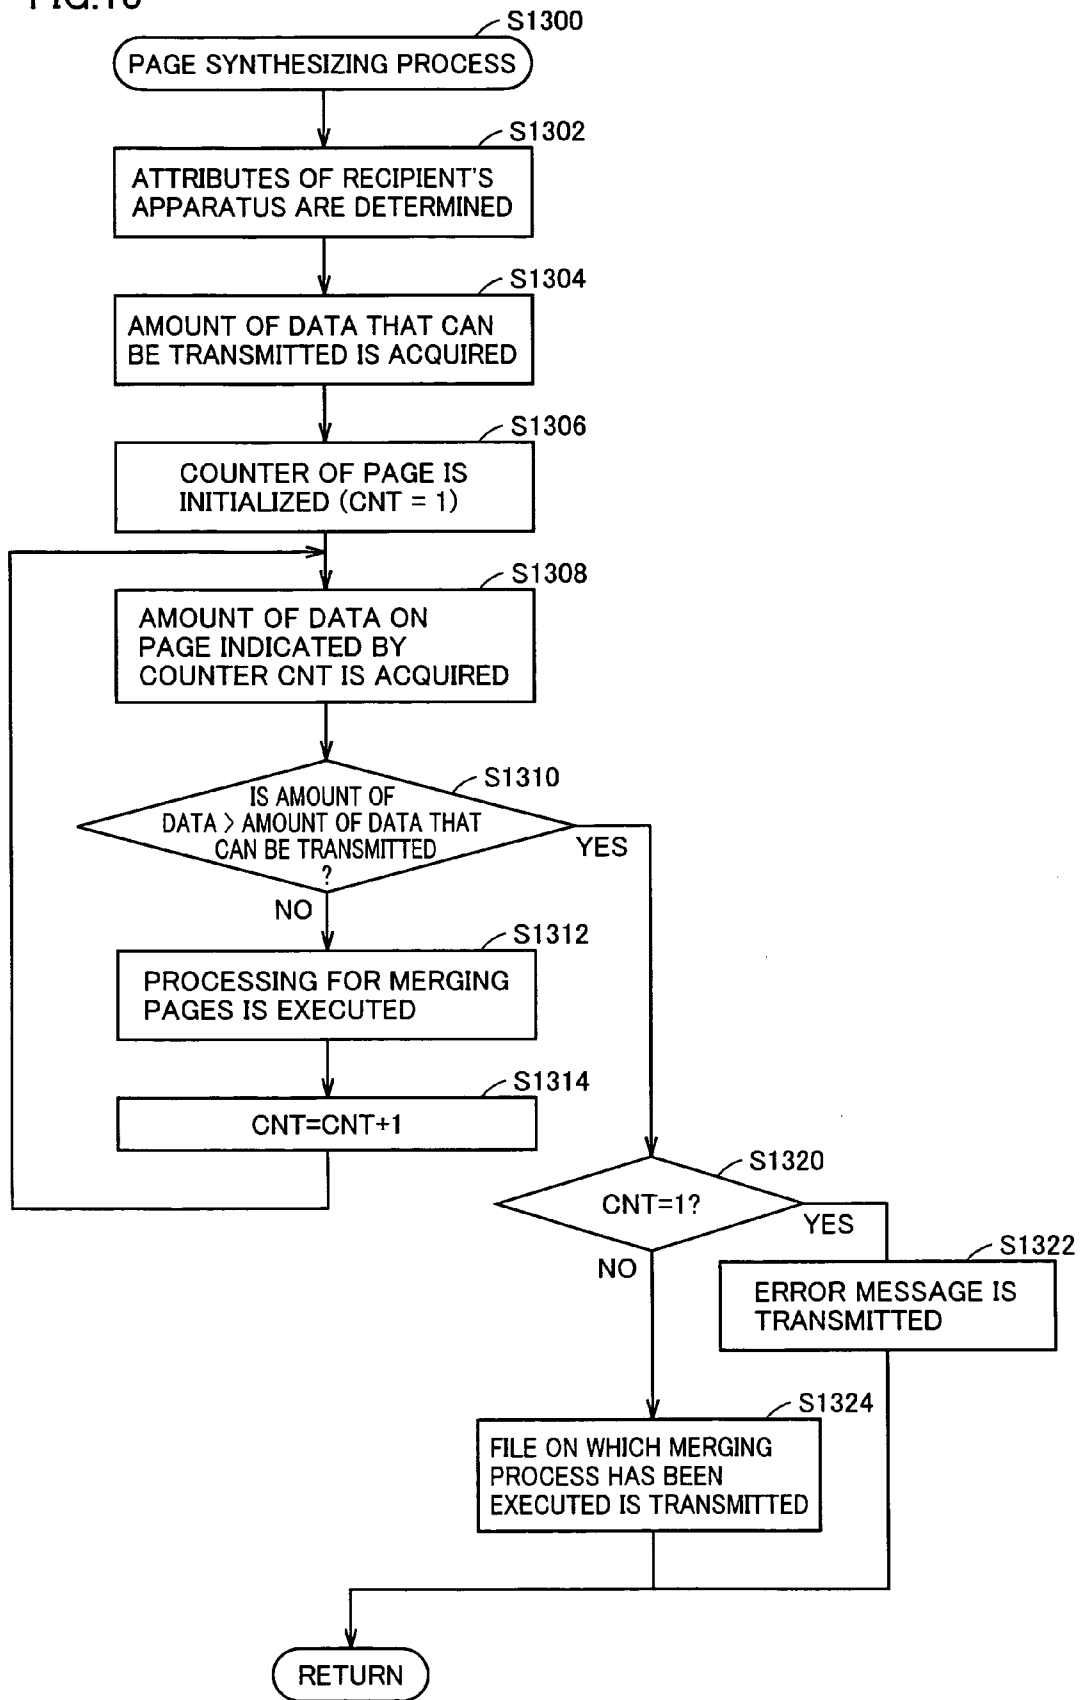 S1300
PAGE SYNTHESIZING PROCESS
S1302
ATTRIBUTES OF RECIPIENT'S
APPARATUS ARE DETERMINED
S1304
AMOUNT OF DATA THAT CAN
BE TRANSMITTED IS ACQUIRED
S1306
COUNTER OF PAGE IS
INITIALIZED (CNT = 1)
S1308
AMOUNT OF DATA ON
PAGE INDICATED BY
COUNTER CNT IS ACQUIRED
S1310
IS AMOUNT OF
DATA > AMOUNT OF DATA THAT
CAN BE TRANSMITTED
?
YES
NO
S1312
PROCESSING FOR MERGING
PAGES IS EXECUTED
S1314
CNT=CNT+1
S1320
CNT=1?
YES
NO
S1322
ERROR MESSAGE IS
TRANSMITTED
S1324
FILE ON WHICH MERGING
PROCESS HAS BEEN
EXECUTED IS TRANSMITTED
RETURN